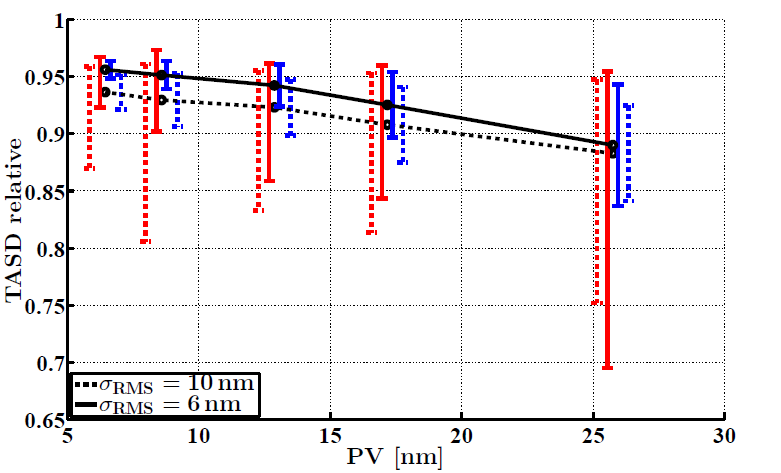 1
0.95
0.9
0.85
0.8
0.75
0.7
0.65
TASD relative
σRMS = 10 nm
σRMS = 6 nm
5 10 15 20 25 30
PV [nm]